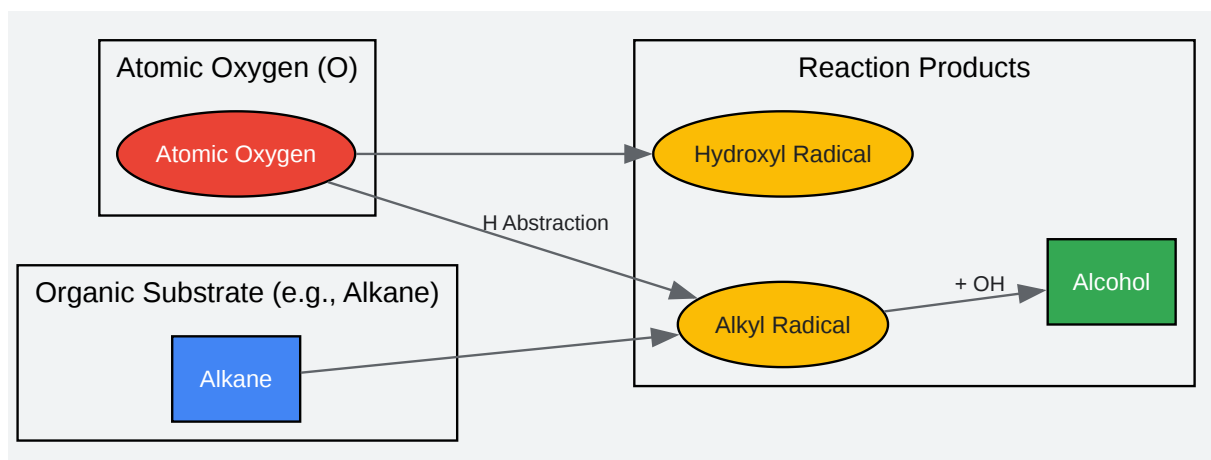 Atomic Oxygen (O)
Atomic Oxygen
Reaction Products
Hydroxyl Radical
H Abstraction
Organic Substrate (e.g., Alkane)
Alkane
Alkyl Radical
+ OH
Alcohol